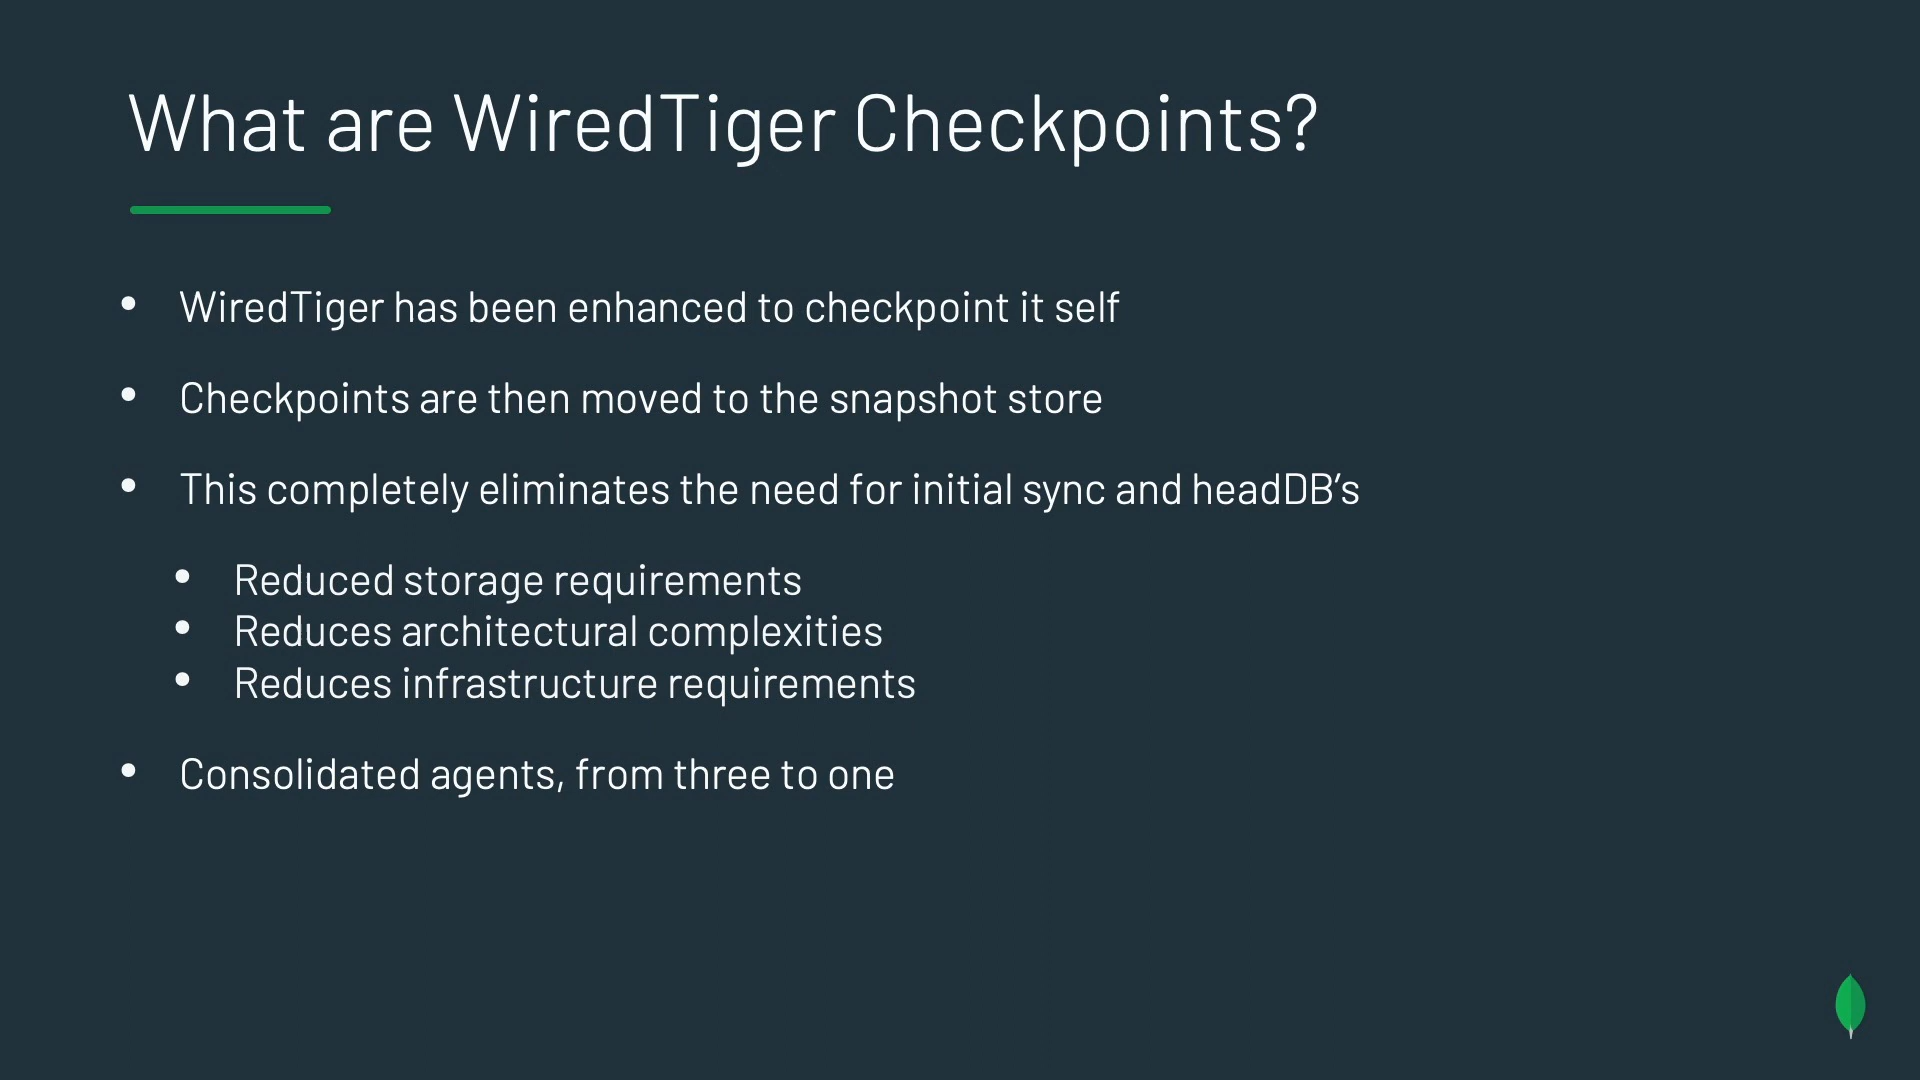 What are WiredTiger Checkpoints?
• WiredTiger has been enhanced to checkpoint it self
• Checkpoints are then moved to the snapshot store
• This completely eliminates the need for initial sync and headDB’s
• Reduced storage requirements
• Reduces architectural complexities
• Reduces infrastructure requirements
• Consolidated agents, from three to one